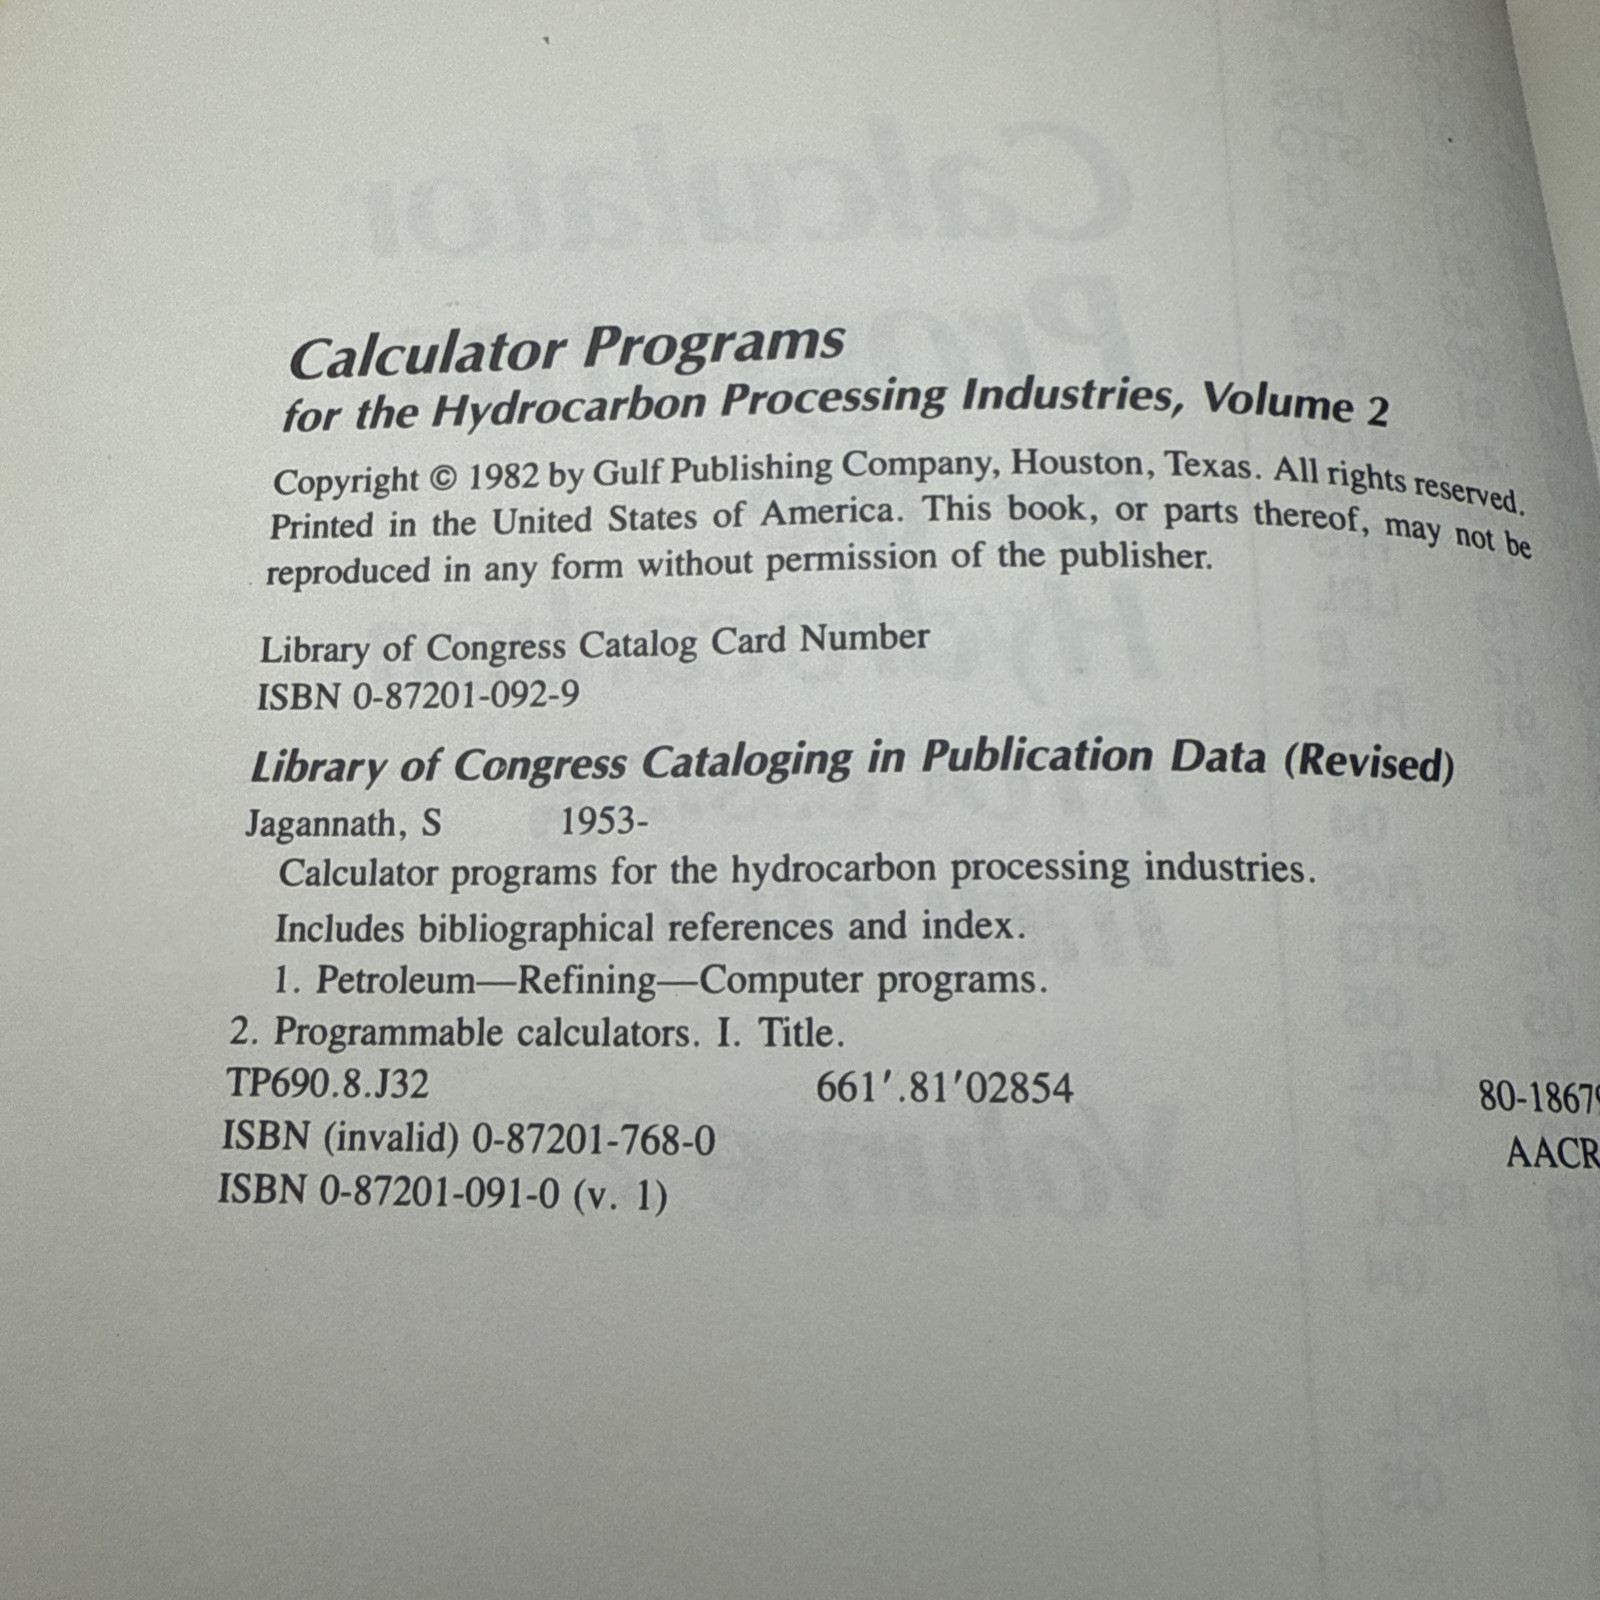 Calculator Programs
for the Hydrocarbon Processing Industries, Volume 2
Copyright © 1982 by Gulf Publishing Company, Houston, Texas. All rights reserved.
Printed in the United States of America. This book, or parts thereof, may not be
reproduced in any form without permission of the publisher.
Library of Congress Catalog Card Number
ISBN 0-87201-092-9
Library of Congress Cataloging in Publication Data (Revised)
Jagannath, S 1953-
Calculator programs for the hydrocarbon processing industries.
Includes bibliographical references and index.
1. Petroleum—Refining—Computer programs.
2. Programmable calculators. I. Title.
TP690.8.J32 661′.81′02854 80-18679
ISBN (invalid) 0-87201-768-0 AACR
ISBN 0-87201-091-0 (v. 1)